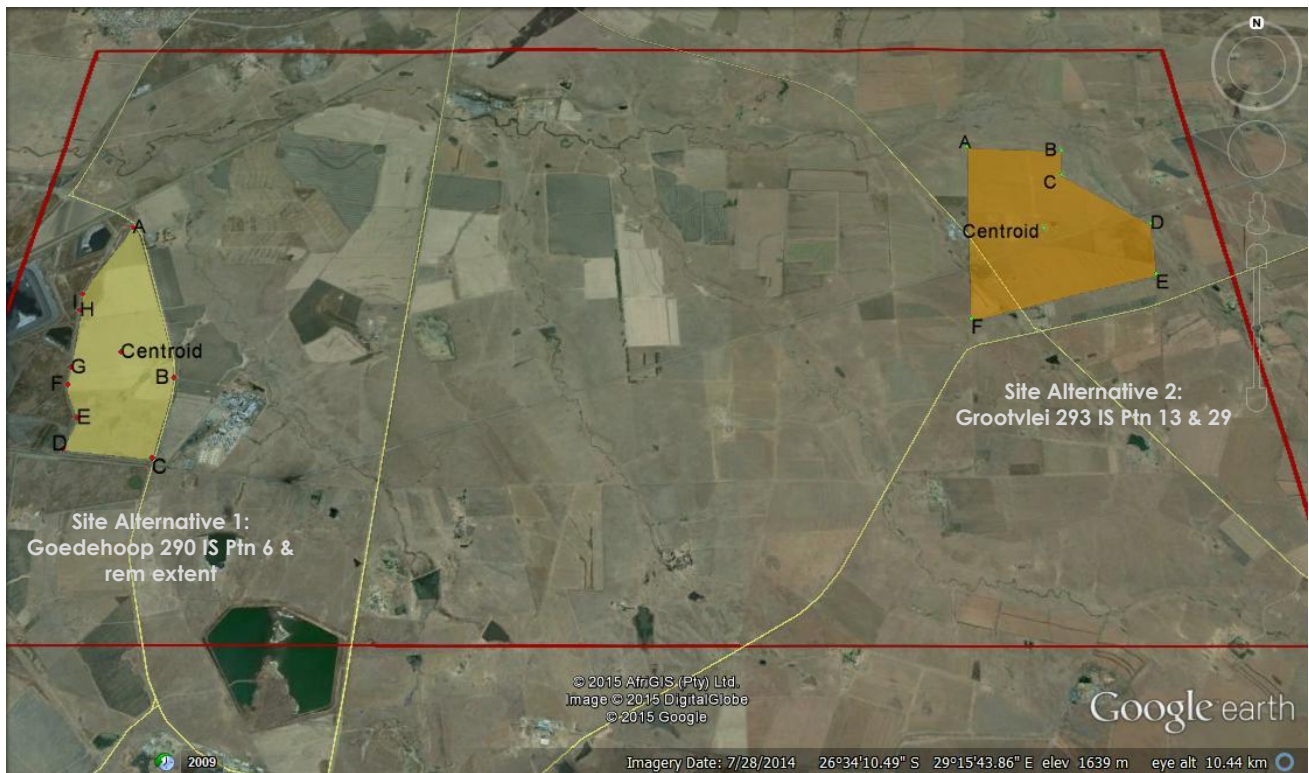 N
A
B
C
D
Centroid
E
F
A
I
H
Centroid
G
B
F
E
D
C
Site Alternative 2:
Grootvlei 293 IS Ptn 13 & 29
Site Alternative 1:
Goedehoop 290 IS Ptn 6 &
rem extent
© 2015 AfriGIS (Pty) Ltd.
Image © 2015 DigitalGlobe
© 2015 Google
Google earth
2009
Imagery Date: 7/28/2014 26°34'10.49" S 29°15'43.86" E elev 1639 m eye alt 10.44 km